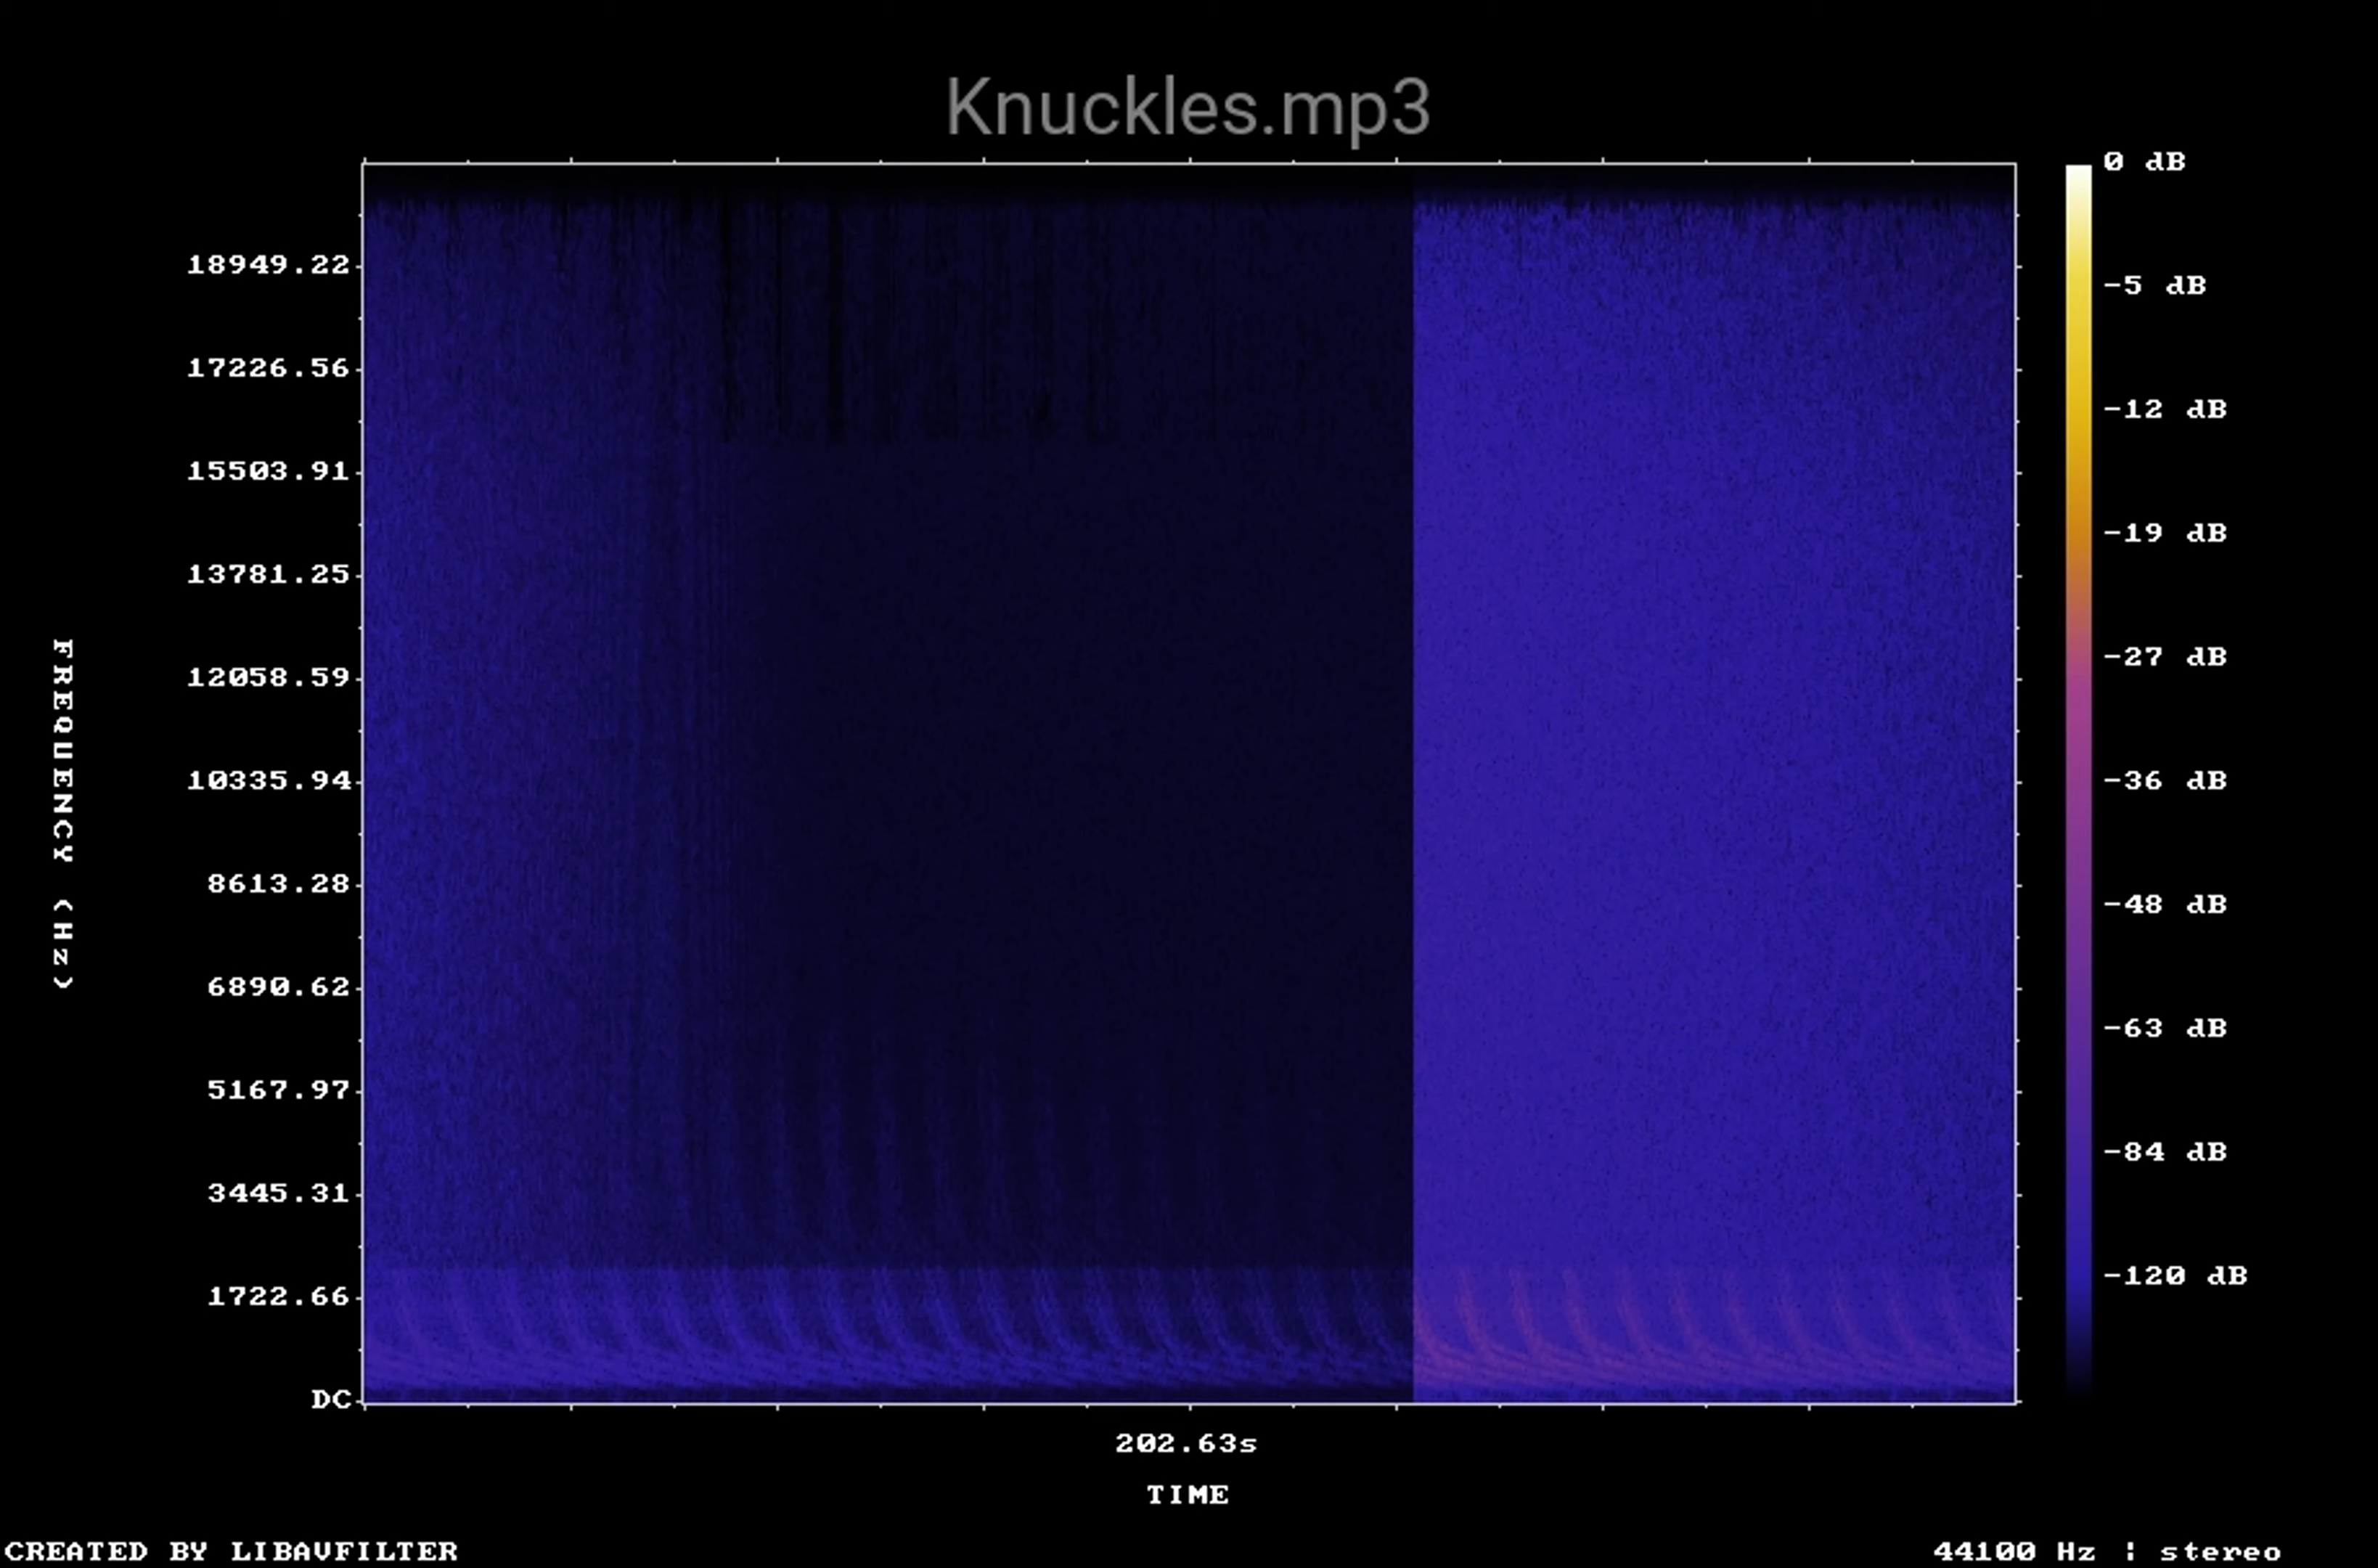 Knuckles.mp3
0 dB
-5 dB
-12 dB
-19 dB
-27 dB
-36 dB
-48 dB
-63 dB
-84 dB
-120 dB
18949.22
17226.56
15503.91
13781.25
12058.59
10335.94
8613.28
6890.62
5167.97
3445.31
1722.66
DC
FREQUENCY (Hz)
202.63s
TIME
CREATED BY LIBAVFILTER
44100 Hz | stereo